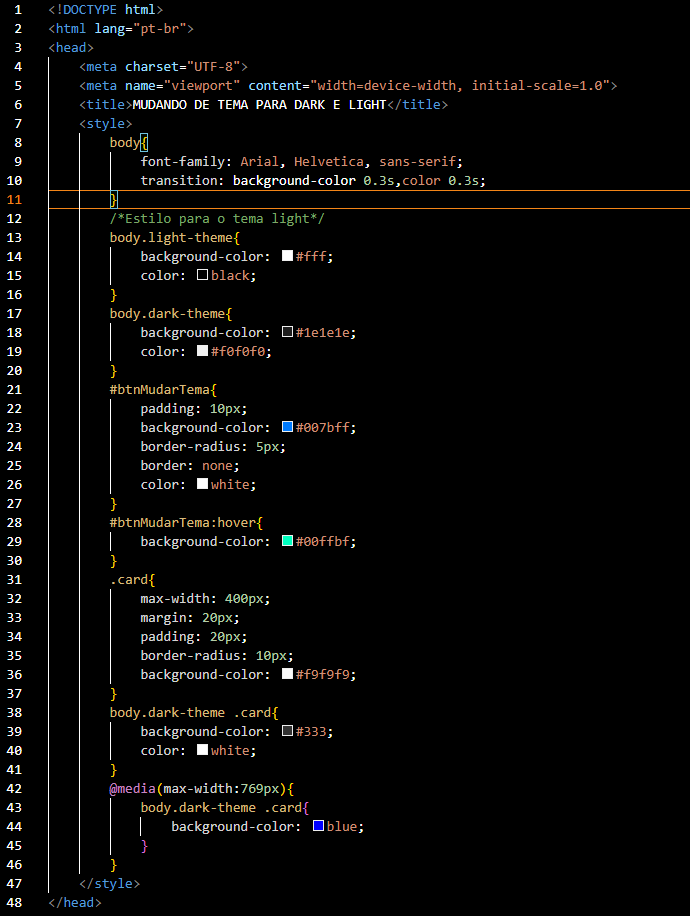 1 <!DOCTYPE html>
2 <html lang="pt-br">
3 <head>
4     <meta charset="UTF-8">
5     <meta name="viewport" content="width=device-width, initial-scale=1.0">
6     <title>MUDANDO DE TEMA PARA DARK E LIGHT</title>
7     <style>
8         body{
9             font-family: Arial, Helvetica, sans-serif;
10             transition: background-color 0.3s,color 0.3s;
11         }
12         /*Estilo para o tema light*/
13         body.light-theme{
14             background-color: #fff;
15             color: black;
16         }
17         body.dark-theme{
18             background-color: #1e1e1e;
19             color: #f0f0f0;
20         }
21         #btnMudarTema{
22             padding: 10px;
23             background-color: #007bff;
24             border-radius: 5px;
25             border: none;
26             color: white;
27         }
28         #btnMudarTema:hover{
29             background-color: #00ffbf;
30         }
31         .card{
32             max-width: 400px;
33             margin: 20px;
34             padding: 20px;
35             border-radius: 10px;
36             background-color: #f9f9f9;
37         }
38         body.dark-theme .card{
39             background-color: #333;
40             color: white;
41         }
42         @media(max-width:769px){
43             body.dark-theme .card{
44                 background-color: blue;
45             }
46         }
47     </style>
48 </head>